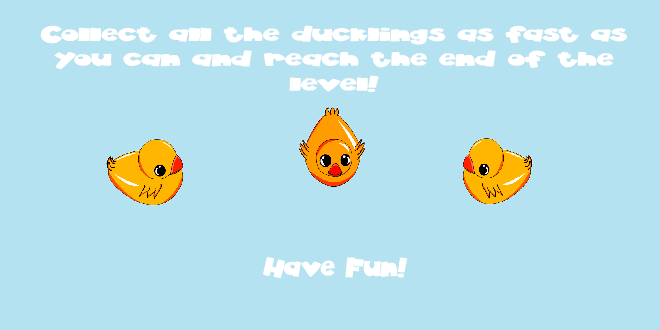 Collect all the ducklings as fast as
you can and reach the end of the
level!
Have Fun!